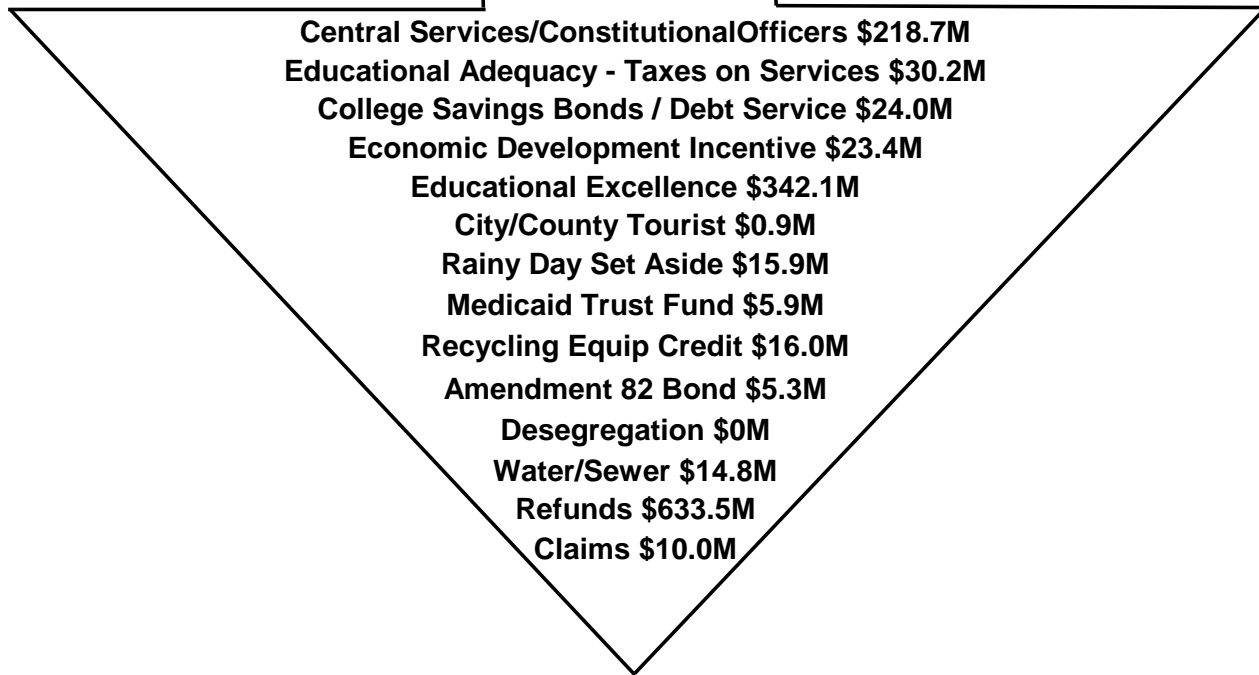 Central Services/ConstitutionalOfficers $218.7M
Educational Adequacy - Taxes on Services $30.2M
College Savings Bonds / Debt Service $24.0M
Economic Development Incentive $23.4M
Educational Excellence $342.1M
City/County Tourist $0.9M
Rainy Day Set Aside $15.9M
Medicaid Trust Fund $5.9M
Recycling Equip Credit $16.0M
Amendment 82 Bond $5.3M
Desegregation $0M
Water/Sewer $14.8M
Refunds $633.5M
Claims $10.0M